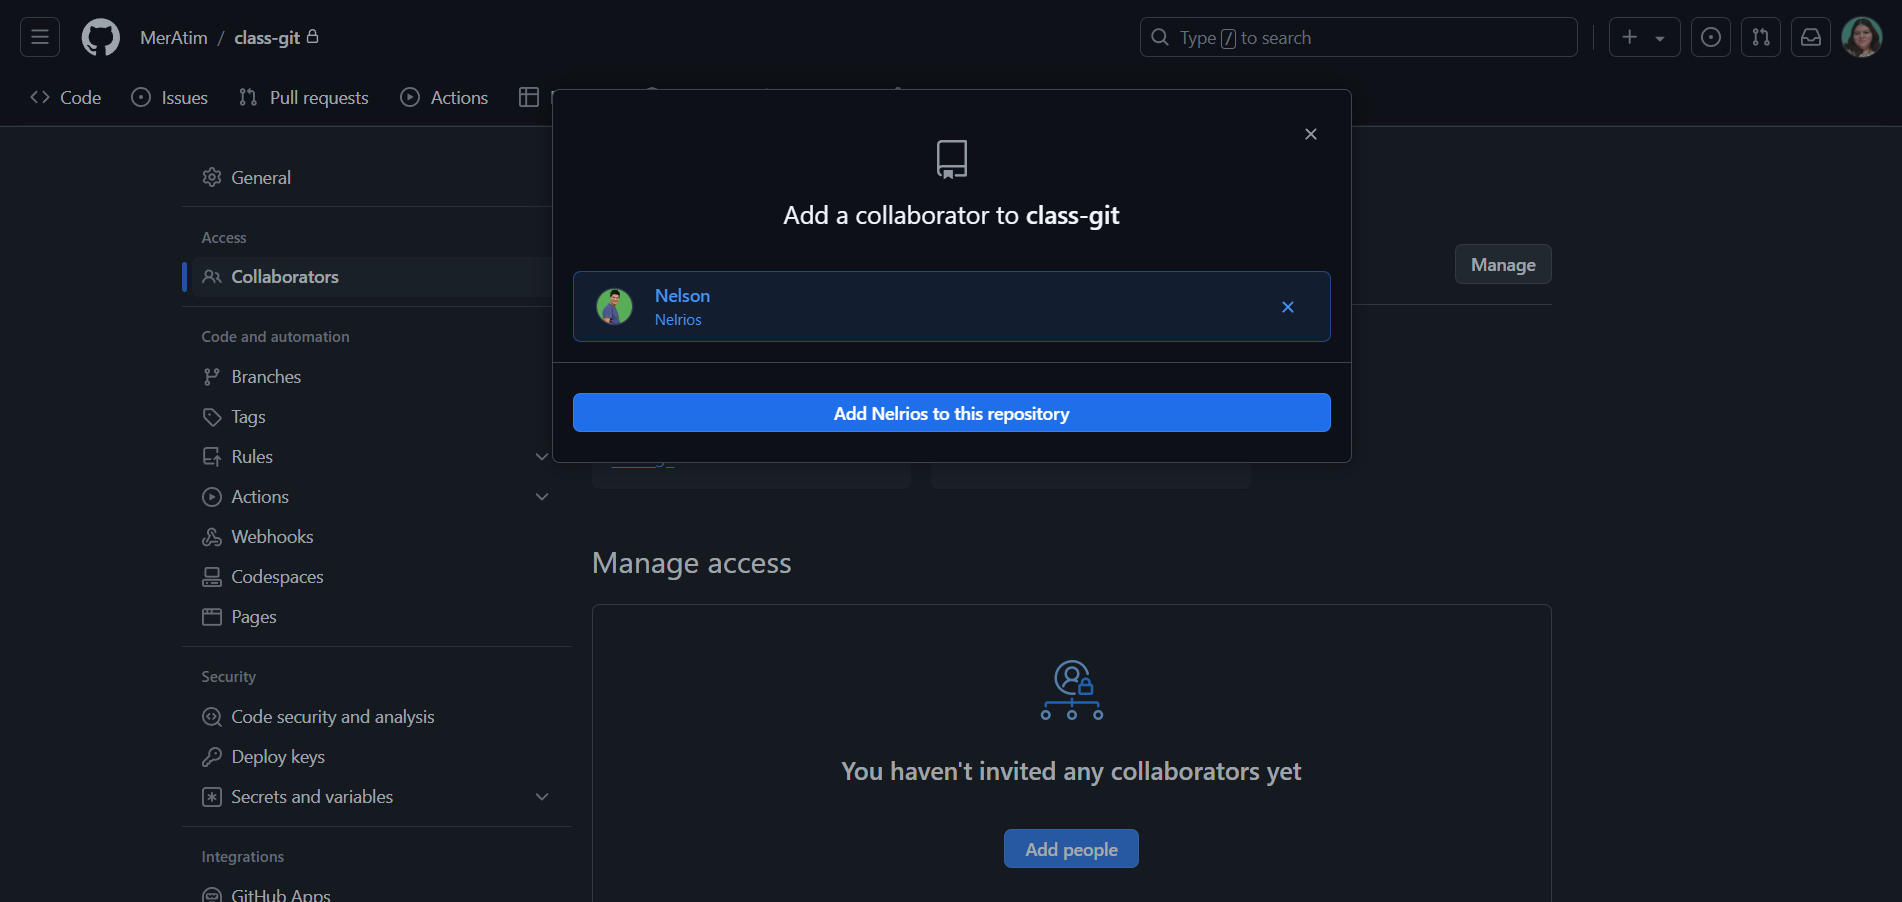 MerAtim / class-git
Type / to search
Code
Issues
Pull requests
Actions
General
Access
Collaborators
Code and automation
Branches
Tags
Rules
Actions
Webhooks
Codespaces
Pages
Security
Code security and analysis
Deploy keys
Secrets and variables
Integrations
GitHub Apps
Add a collaborator to class-git
Nelson
Nelrios
Add Nelrios to this repository
Manage
Manage access
You haven't invited any collaborators yet
Add people